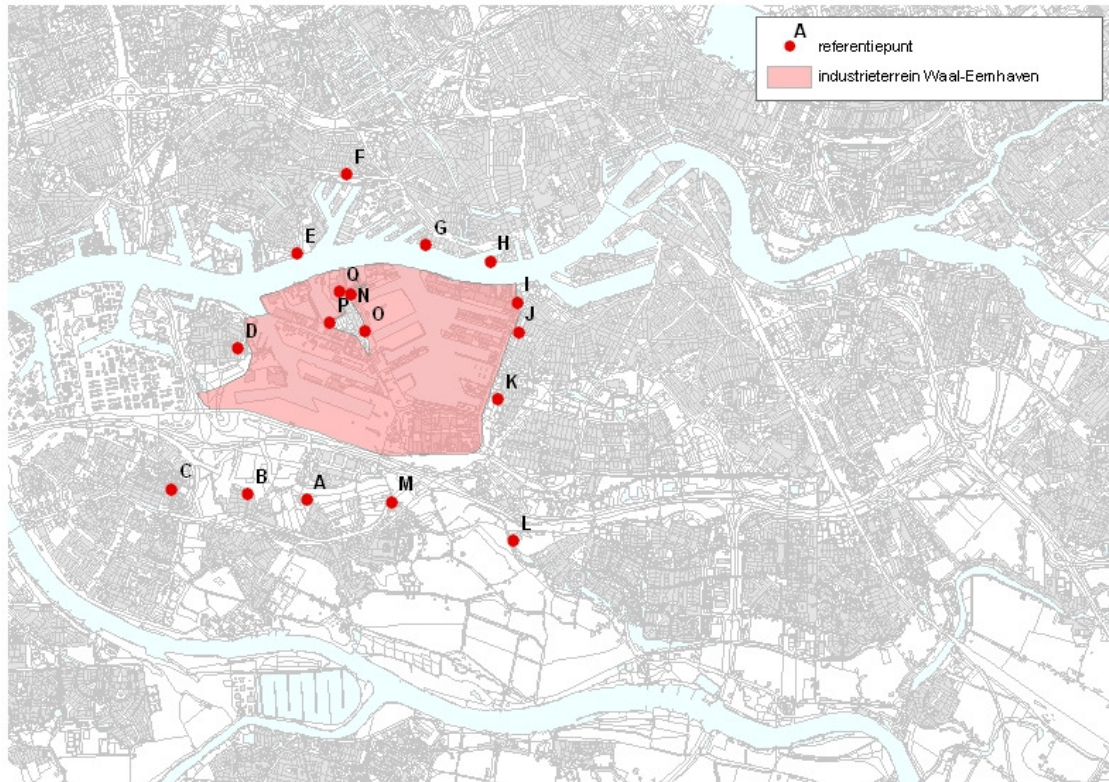 A
referentiepunt
industrieterrein Waal-Eemhaven
F
E
G
H
Q
N
I
P
O
J
D
K
C
B
A
M
L